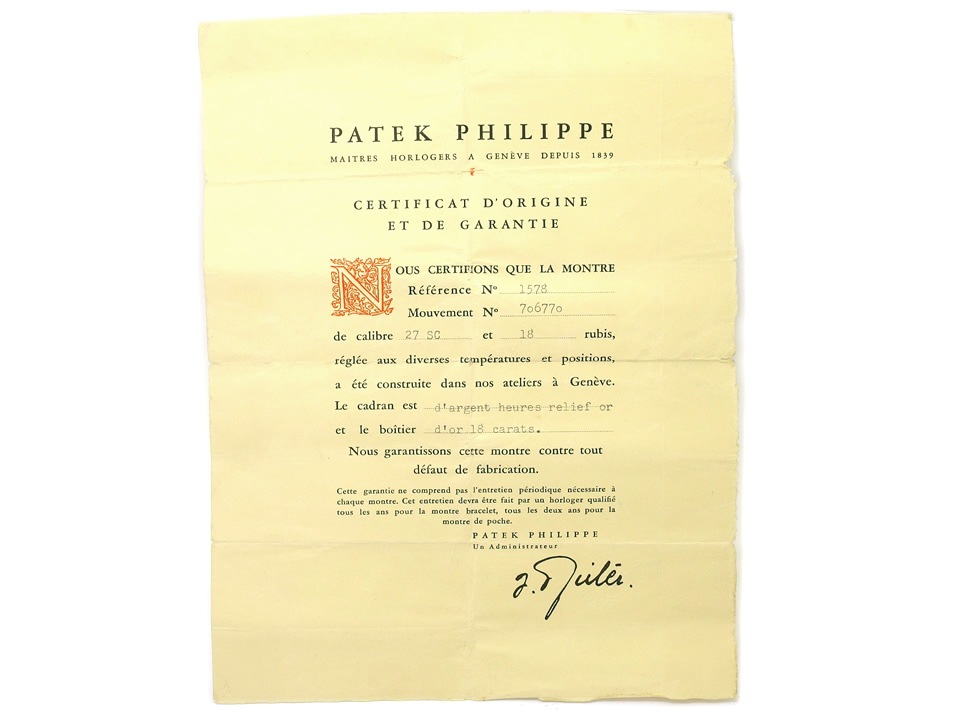 PATEK PHILIPPE
MAITRES HORLOGERS A GENÈVE DEPUIS 1839
CERTIFICAT D'ORIGINE
ET DE GARANTIE
NOUS CERTIFIONS QUE LA MONTRE
Référence Nº 1578
Mouvement Nº 706770
de calibre 27 SC et 18 rubis,
réglée aux diverses températures et positions,
a été construite dans nos ateliers à Genève.
Le cadran est d'argent heures relief or
et le boîtier d'or 18 carats.
Nous garantissons cette montre contre tout
défaut de fabrication.
Cette garantie ne comprend pas l'entretien périodique nécessaire à
chaque montre. Cet entretien devra être fait par un horloger qualifié
tous les ans pour la montre bracelet, tous les deux ans pour la
montre de poche.
PATEK PHILIPPE
Un Administrateur